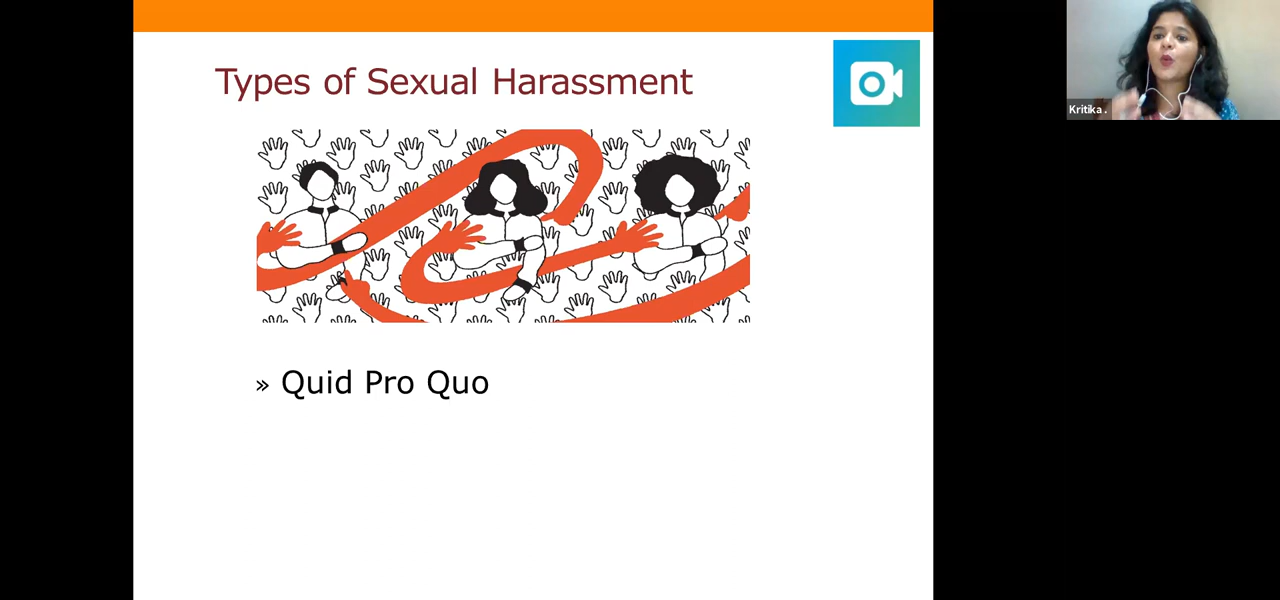 Types of Sexual Harassment
Kritika .
» Quid Pro Quo